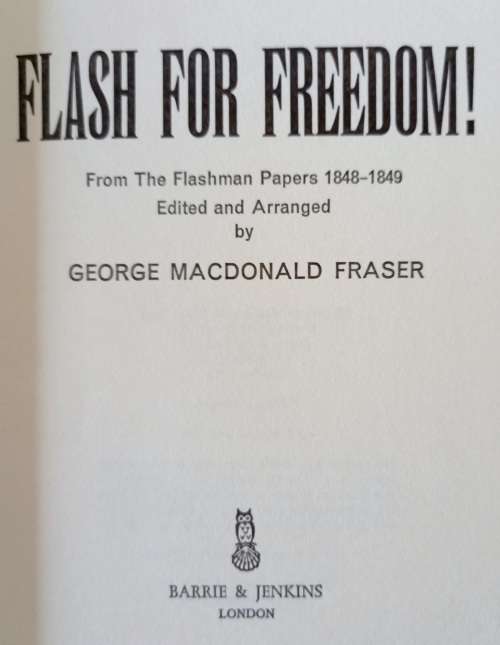 FLASH FOR FREEDOM!
From The Flashman Papers 1848–1849
Edited and Arranged
by
GEORGE MACDONALD FRASER
BARRIE & JENKINS
LONDON